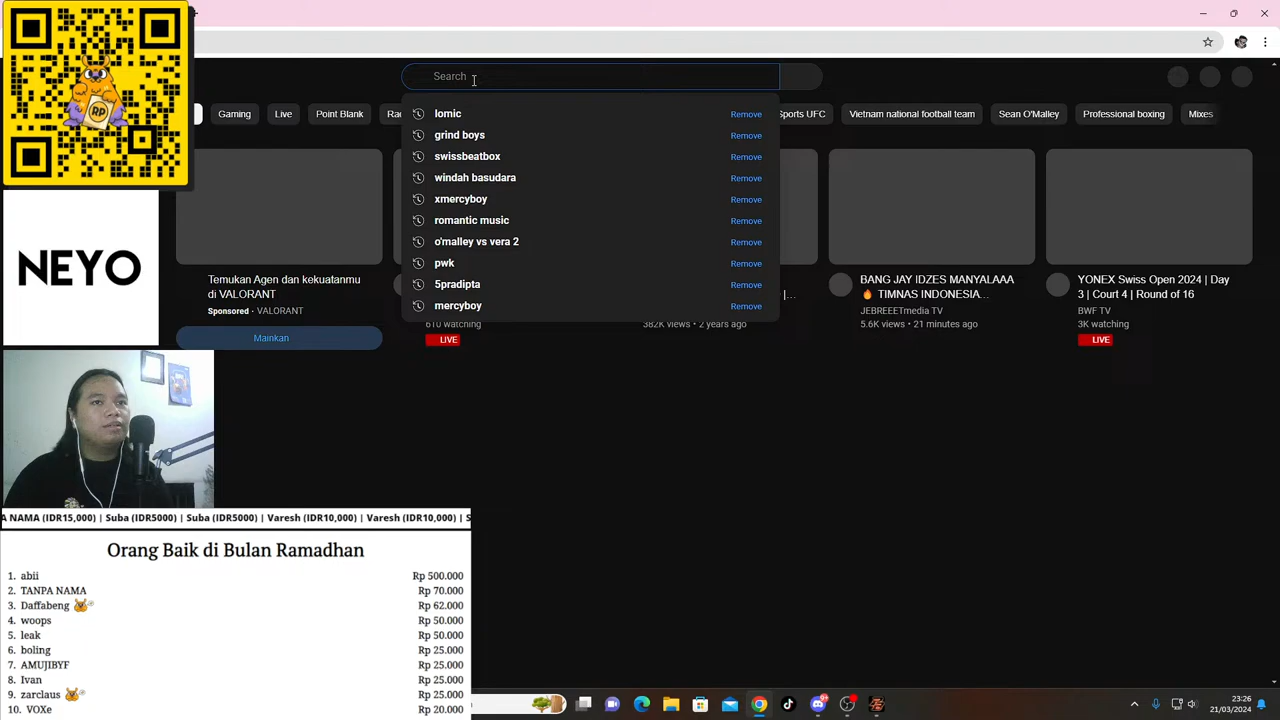 RP
Search
lomic
Remove
grind boys
Remove
swissbeatbox
Remove
windah basudara
Remove
xmercyboy
Remove
romantic music
Remove
o'malley vs vera 2
Remove
pwk
Remove
5pradipta
Remove
mercyboy
Remove
Gaming
Live
Point Blank
Sports UFC
Vietnam national football team
Sean O'Malley
Professional boxing
Mixes
NEYO
Temukan Agen dan kekuatanmu
di VALORANT
Sponsored · VALORANT
Mainkan
610 watching
LIVE
382K views • 2 years ago
BANG JAY IDZES MANYALAAA
🔥 TIMNAS INDONESIA...
JEBREEETmedia TV
5.6K views • 21 minutes ago
YONEX Swiss Open 2024 | Day
3 | Court 4 | Round of 16
BWF TV
3K watching
LIVE
A NAMA (IDR15,000) | Suba (IDR5000) | Suba (IDR5000) | Varesh (IDR10,000) | Varesh (IDR10,000) | S
Orang Baik di Bulan Ramadhan
1. abii Rp 500.000
2. TANPA NAMA Rp 70.000
3. Daffabeng Rp 62.000
4. woops Rp 50.000
5. leak Rp 50.000
6. boling Rp 25.000
7. AMUJIBYF Rp 25.000
8. Ivan Rp 25.000
9. zarclaus Rp 25.000
10. VOXe Rp 20.000
23:26
21/03/2024